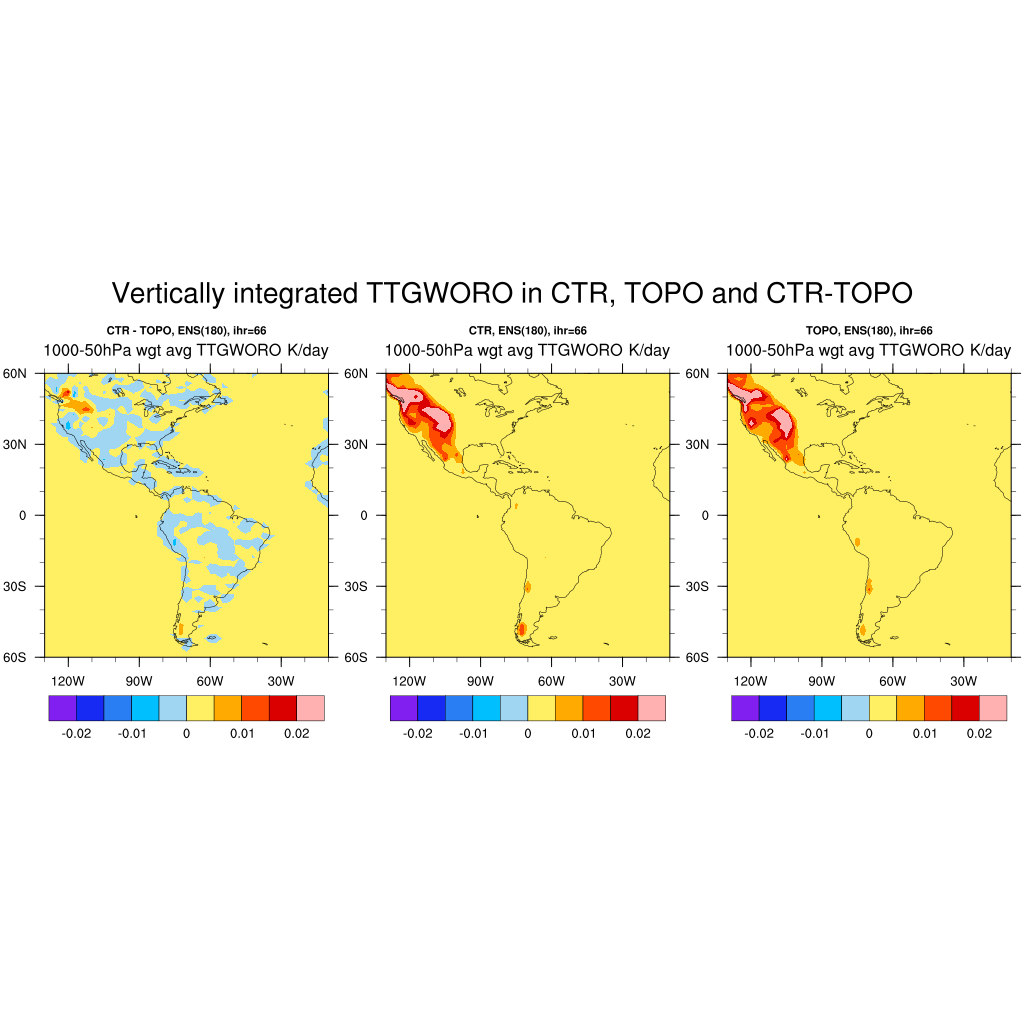 Vertically integrated TTGWORO in CTR, TOPO and CTR-TOPO
CTR - TOPO, ENS(180), ihr=66
1000-50hPa wgt avg TTGWORO K/day
60N
30N
0
30S
60S
120W 90W 60W 30W
-0.02 -0.01 0 0.01 0.02
CTR, ENS(180), ihr=66
1000-50hPa wgt avg TTGWORO K/day
60N
30N
0
30S
60S
120W 90W 60W 30W
-0.02 -0.01 0 0.01 0.02
TOPO, ENS(180), ihr=66
1000-50hPa wgt avg TTGWORO K/day
60N
30N
0
30S
60S
120W 90W 60W 30W
-0.02 -0.01 0 0.01 0.02